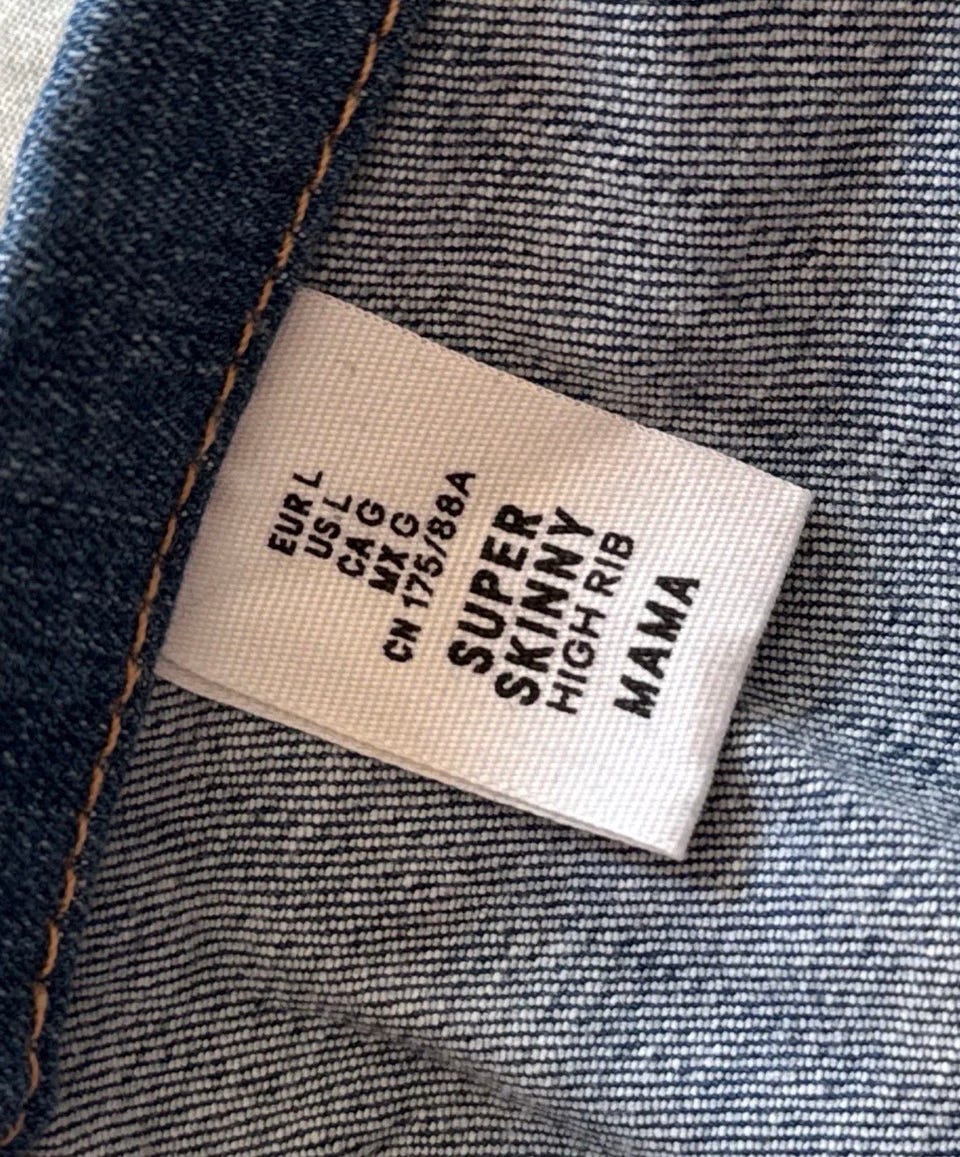 EUR L
US L
CA G
MX G
CN 175/88A
SUPER
SKINNY
HIGH RIB
MAMA